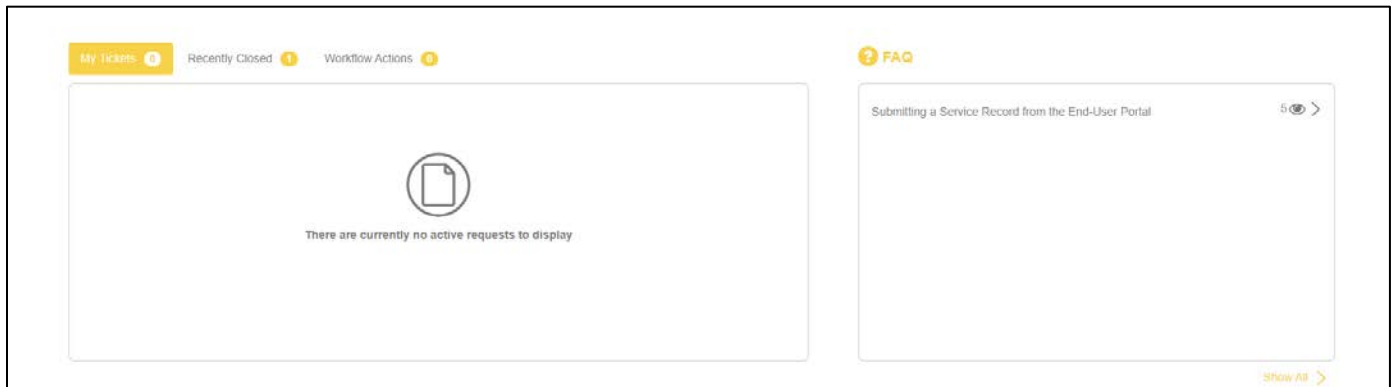 My Tickets 0 Recently Closed 1 Workflow Actions 0
? FAQ
Submitting a Service Record from the End-User Portal 5
There are currently no active requests to display
Show All